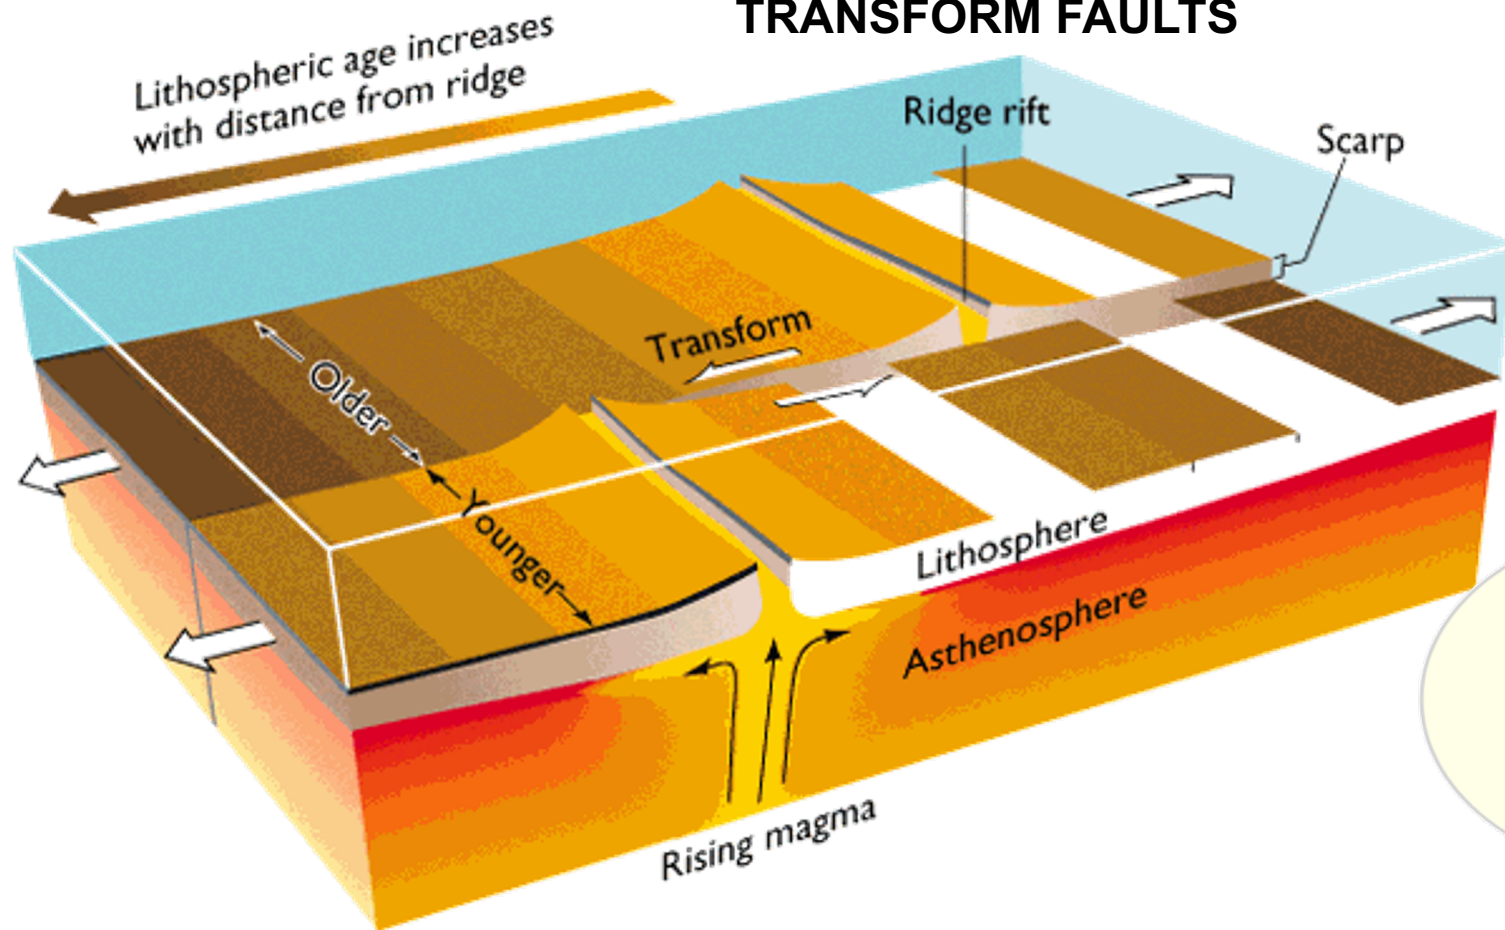 TRANSFORM FAULTS
Lithospheric age increases
with distance from ridge
Ridge rift
Scarp
Transform
Older
Younger
Lithosphere
Asthenosphere
Rising magma